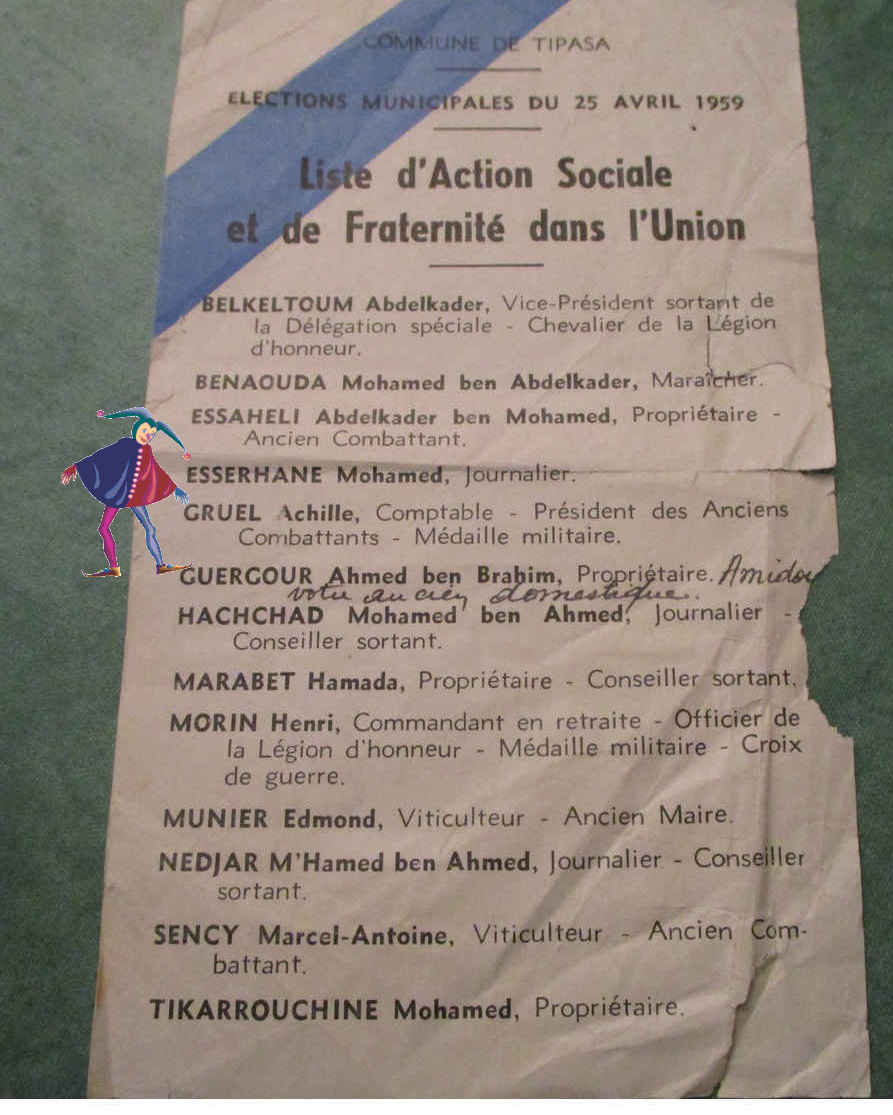 COMMUNE DE TIPASA
ELECTIONS MUNICIPALES DU 25 AVRIL 1959
Liste d'Action Sociale
et de Fraternité dans l'Union
BELKELTOUM Abdelkader, Vice-Président sortant de
la Délégation spéciale - Chevalier de la Légion
d'honneur.
BENAOUDA Mohamed ben Abdelkader, Maraîcher.
ESSAHELI Abdelkader ben Mohamed, Propriétaire -
Ancien Combattant.
ESSERHANE Mohamed, Journalier.
GRUEL Achille, Comptable - Président des Anciens
Combattants - Médaille militaire.
GUERGOUR Ahmed ben Brahim, Propriétaire. Amidou
votre ancien domestique.
HACHCHAD Mohamed ben Ahmed, Journalier -
Conseiller sortant.
MARABET Hamada, Propriétaire - Conseiller sortant.
MORIN Henri, Commandant en retraite - Officier de
la Légion d'honneur - Médaille militaire - Croix
de guerre.
MUNIER Edmond, Viticulteur - Ancien Maire.
NEDJAR M'Hamed ben Ahmed, Journalier - Conseiller
sortant.
SENCY Marcel-Antoine, Viticulteur - Ancien Com-
battant.
TIKARROUCHINE Mohamed, Propriétaire.